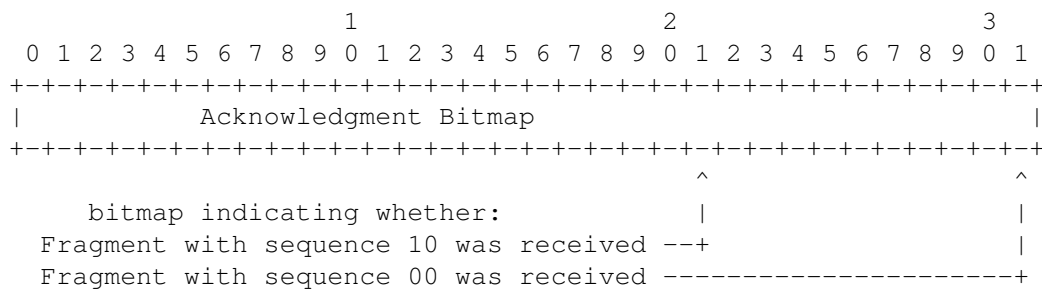 1                   2                   3
 0 1 2 3 4 5 6 7 8 9 0 1 2 3 4 5 6 7 8 9 0 1 2 3 4 5 6 7 8 9 0 1
+-+-+-+-+-+-+-+-+-+-+-+-+-+-+-+-+-+-+-+-+-+-+-+-+-+-+-+-+-+-+-+-+
|           Acknowledgment Bitmap                               |
+-+-+-+-+-+-+-+-+-+-+-+-+-+-+-+-+-+-+-+-+-+-+-+-+-+-+-+-+-+-+-+-+
                                           ^                   ^
     bitmap indicating whether:            |                   |
  Fragment with sequence 10 was received --+                   |
  Fragment with sequence 00 was received ----------------------+